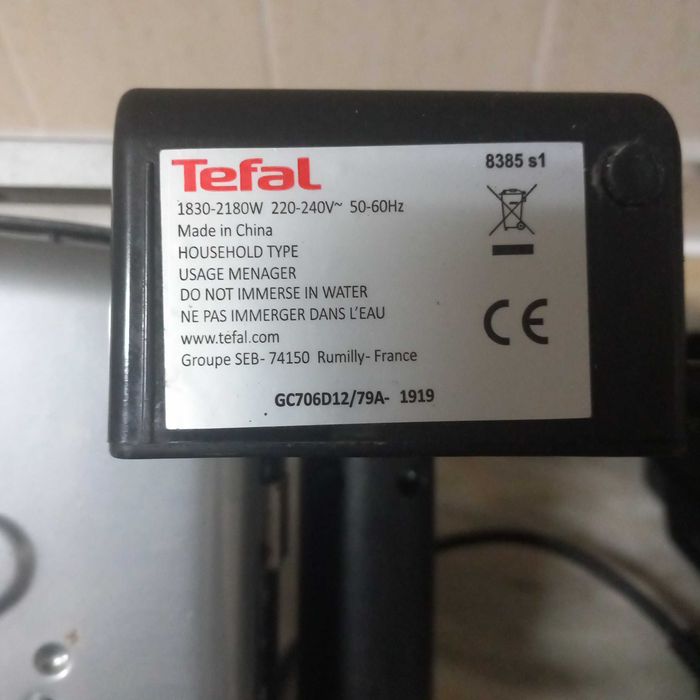 Tefal
8385 s1
1830-2180W 220-240V~ 50-60Hz
Made in China
HOUSEHOLD TYPE
USAGE MENAGER
DO NOT IMMERSE IN WATER
NE PAS IMMERGER DANS L'EAU
www.tefal.com
Groupe SEB- 74150 Rumilly- France
CE
GC706D12/79A- 1919